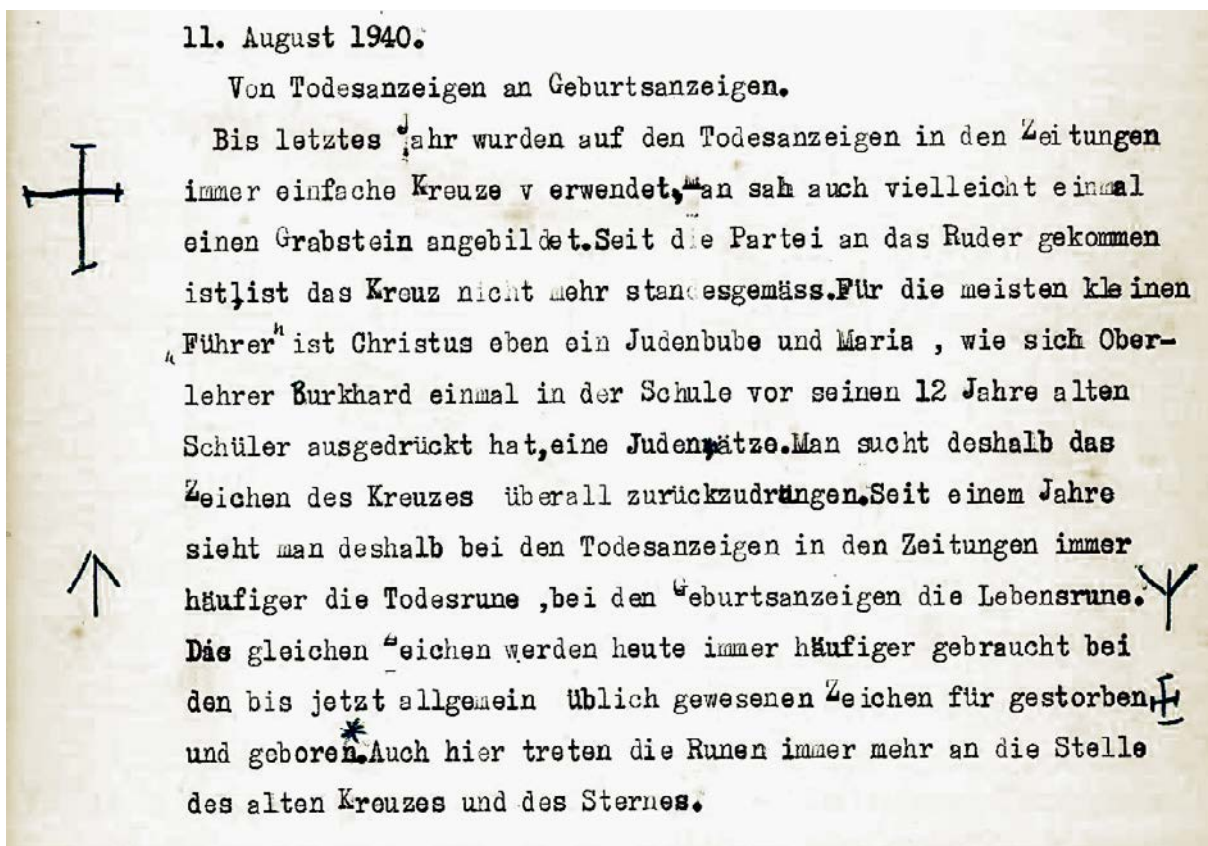 11. August 1940.
Von Todesanzeigen an Geburtsanzeigen.
Bis letztes Jahr wurden auf den Todesanzeigen in den Zeitungen
immer einfache Kreuze v erwendet, Man sah auch vielleicht einmal
einen Grabstein angebildet.Seit die Partei an das Ruder gekommen
ist,ist das Kreuz nicht mehr standesgemäss.Für die meisten kleinen
"Führer" ist Christus eben ein Judenbube und Maria , wie sich Ober-
lehrer Burkhard einmal in der Schule vor seinen 12 Jahre alten
Schüler ausgedrückt hat,eine Judenmätze.Man sucht deshalb das
Zeichen des Kreuzes überall zurückzudrängen.Seit einem Jahre
sieht man deshalb bei den Todesanzeigen in den Zeitungen immer
häufiger die Todesrune ,bei den Geburtsanzeigen die Lebensrune.
Die gleichen Zeichen werden heute immer häufiger gebraucht bei
den bis jetzt allgemein üblich gewesenen Zeichen für gestorben
und geboren.* Auch hier treten die Runen immer mehr an die Stelle
des alten Kreuzes und des Sternes.